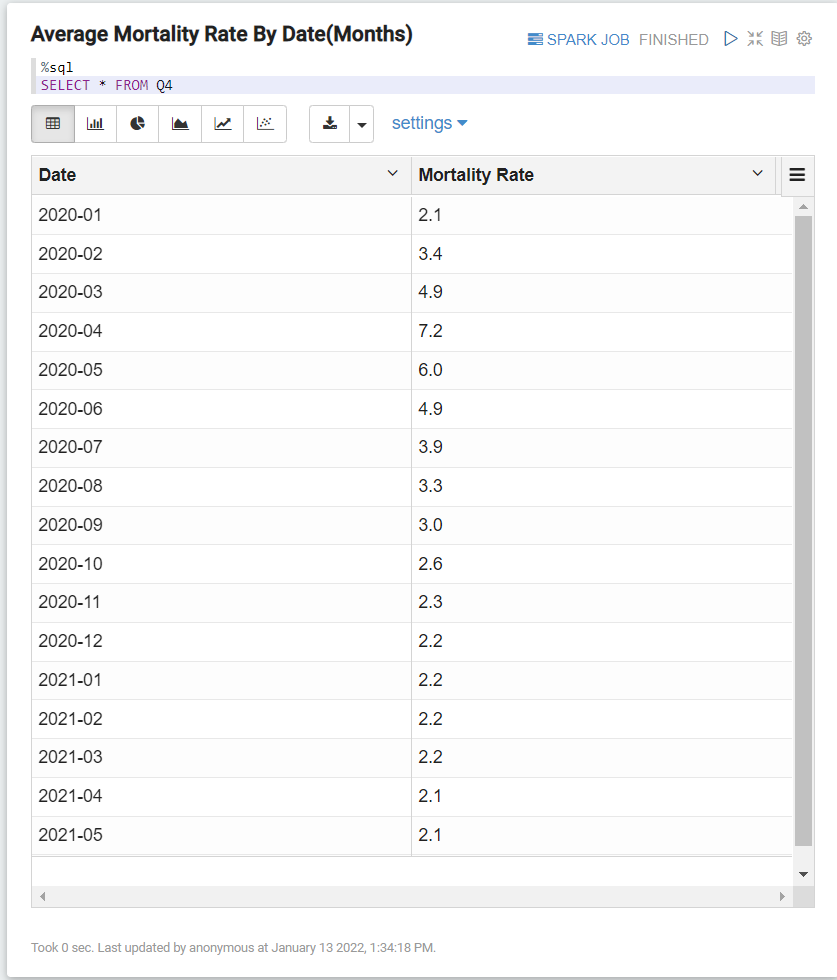 Average Mortality Rate By Date(Months)
SPARK JOB FINISHED
%sql
SELECT * FROM Q4
settings
Date Mortality Rate
2020-01 2.1
2020-02 3.4
2020-03 4.9
2020-04 7.2
2020-05 6.0
2020-06 4.9
2020-07 3.9
2020-08 3.3
2020-09 3.0
2020-10 2.6
2020-11 2.3
2020-12 2.2
2021-01 2.2
2021-02 2.2
2021-03 2.2
2021-04 2.1
2021-05 2.1
Took 0 sec. Last updated by anonymous at January 13 2022, 1:34:18 PM.